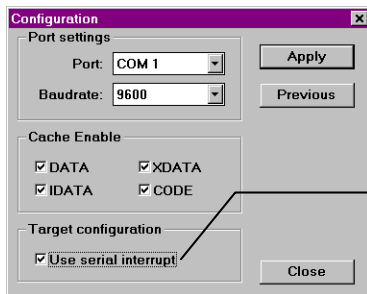 Configuration
Port settings
Port: COM 1
Baudrate: 9600
Apply
Previous
Cache Enable
DATA XDATA
IDATA CODE
Target configuration
Use serial interrupt
Close